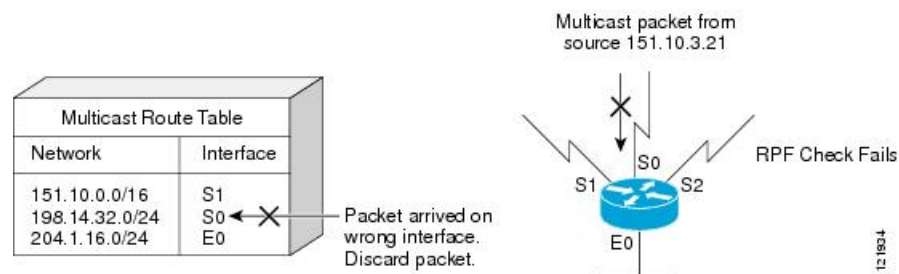 Multicast packet from
source 151.10.3.21
Multicast Route Table
Network Interface
151.10.0.0/16 S1
198.14.32.0/24 S0
204.1.16.0/24 E0
Packet arrived on
wrong interface.
Discard packet.
S0
S1
S2
E0
RPF Check Fails
121934